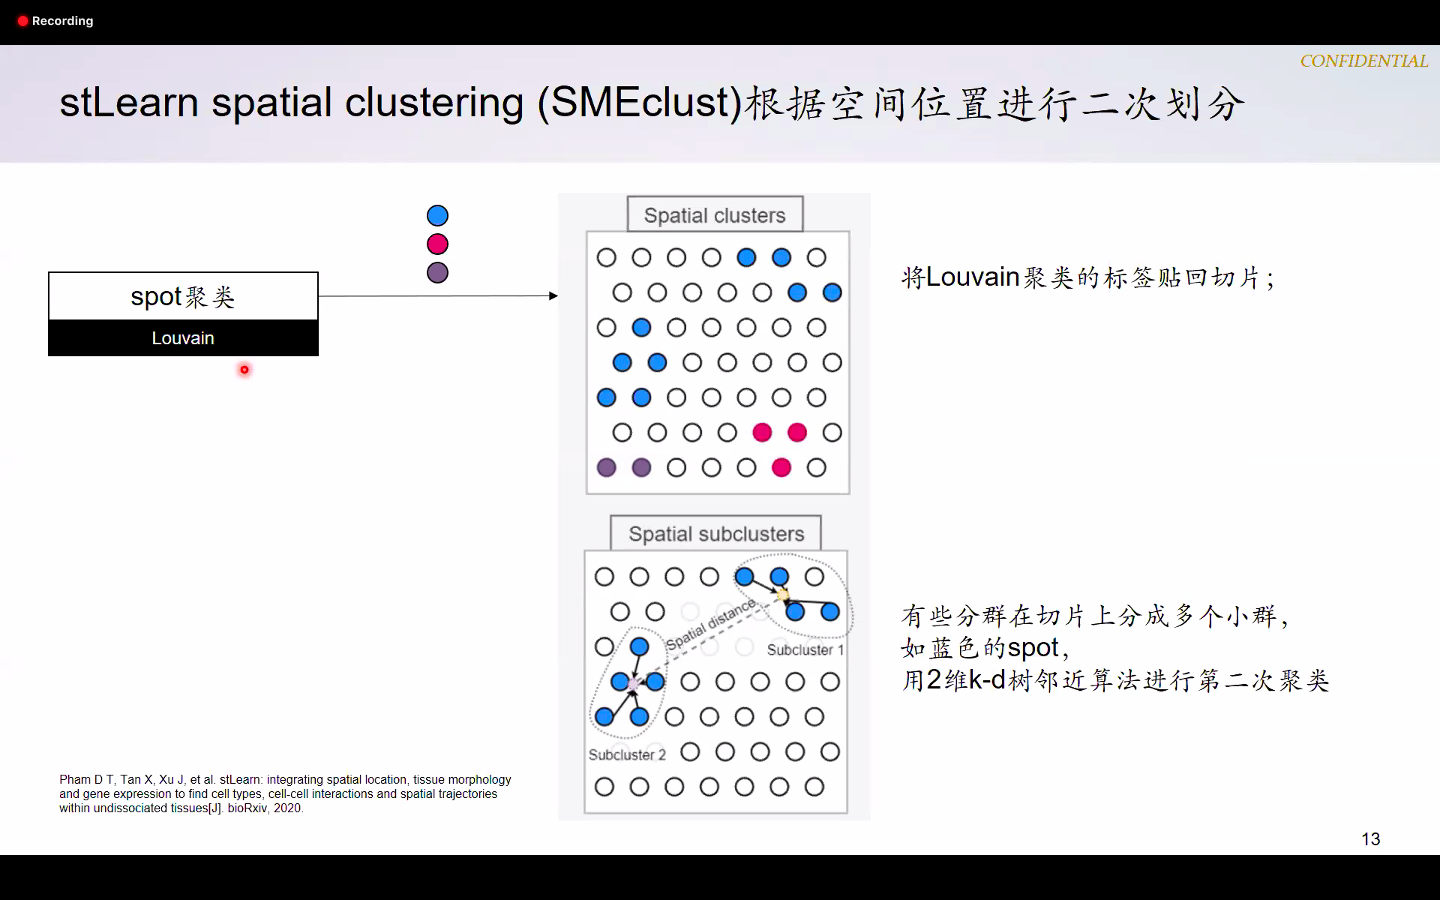 Recording
CONFIDENTIAL
stLearn spatial clustering (SMEclust)根据空间位置进行二次划分
spot聚类
Louvain
Spatial clusters
将Louvain聚类的标签贴回切片；
Spatial subclusters
Spatial distance
Subcluster 1
Subcluster 2
有些分群在切片上分成多个小群，
如蓝色的spot，
用2维k-d树邻近算法进行第二次聚类
Pham D T, Tan X, Xu J, et al. stLearn: integrating spatial location, tissue morphology
and gene expression to find cell types, cell-cell interactions and spatial trajectories
within undissociated tissues[J]. bioRxiv, 2020.
13